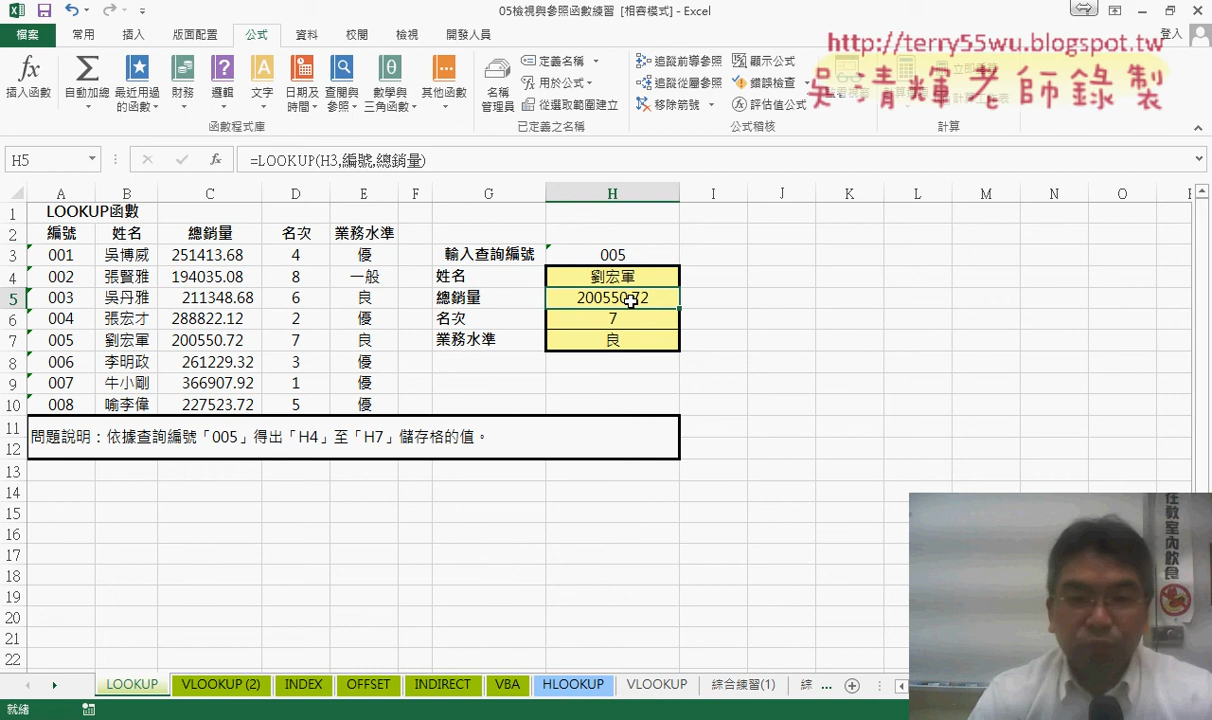 05檢視與參照函數練習 [相容模式] - Excel
檔案 常用 插入 版面配置 公式 資料 校閱 檢視 開發人員 登入
http://terry55wu.blogspot.tw
吳清輝老師錄製
fx 插入函數
Σ 自動加總
最近用過的函數
財務
邏輯
文字
日期及時間
查閱與參照
數學與三角函數
其他函數
函數程式庫
名稱管理員
定義名稱
用於公式
從選取範圍建立
已定義之名稱
追蹤前導參照
追蹤從屬參照
移除箭號
顯示公式
錯誤檢查
評估值公式
公式稽核
計算
H5 fx =LOOKUP(H3,編號,總銷量)
A B C D E F G H I J K L M N O
1 LOOKUP函數
2 編號 姓名 總銷量 名次 業務水準
3 001 吳博威 251413.68 4 優 輸入查詢編號 005
4 002 張賢雅 194035.08 8 一般 姓名 劉宏軍
5 003 吳丹雅 211348.68 6 良 總銷量 200550.72
6 004 張宏才 288822.12 2 優 名次 7
7 005 劉宏軍 200550.72 7 良 業務水準 良
8 006 李明政 261229.32 3 優
9 007 牛小剛 366907.92 1 優
10 008 喻李偉 227523.72 5 優
11 問題說明：依據查詢編號「005」得出「H4」至「H7」儲存格的值。
12
13
14
15
16
17
18
19
20
21
22
在教室內飲食
LOOKUP VLOOKUP (2) INDEX OFFSET INDIRECT VBA HLOOKUP VLOOKUP 綜合練習(1) 綜 ...
就緒